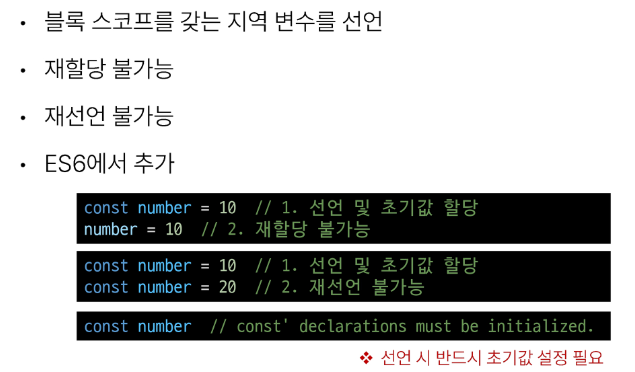 • 블록 스코프를 갖는 지역 변수를 선언
• 재할당 불가능
• 재선언 불가능
• ES6에서 추가
const number = 10  // 1. 선언 및 초기값 할당
number = 10  // 2. 재할당 불가능
const number = 10  // 1. 선언 및 초기값 할당
const number = 20  // 2. 재선언 불가능
const number  // const' declarations must be initialized.
❖ 선언 시 반드시 초기값 설정 필요